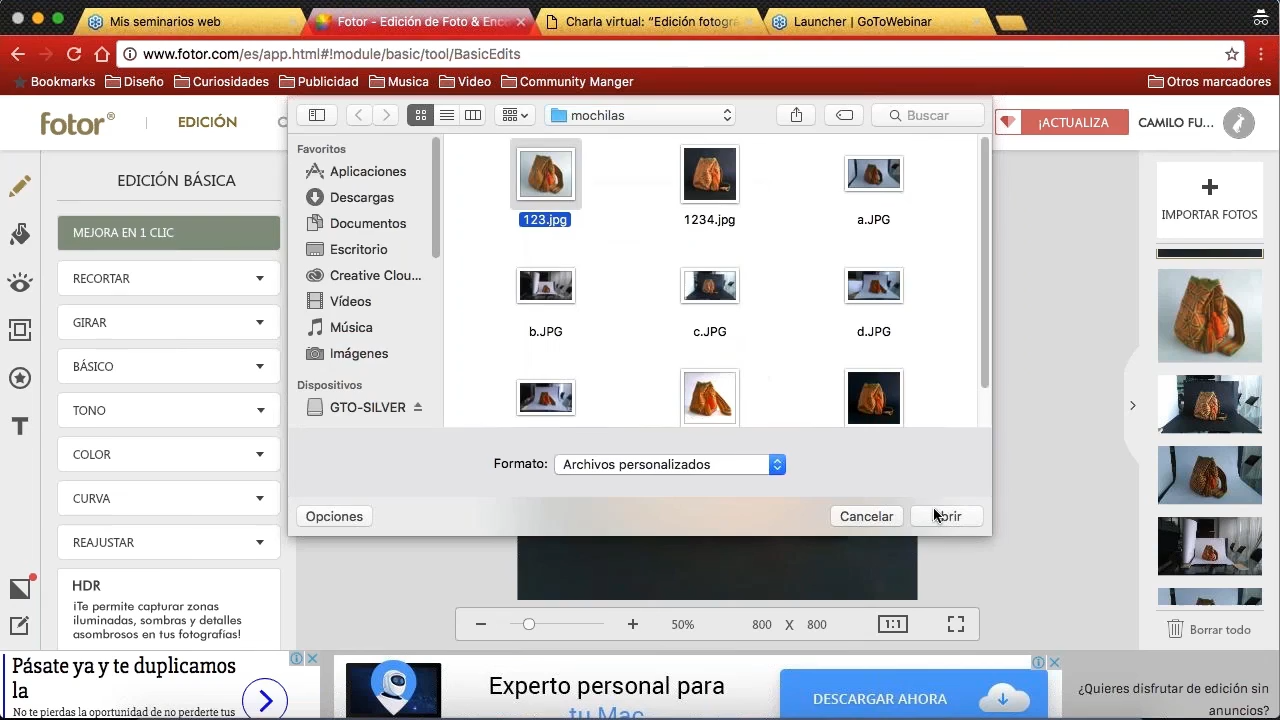 Mis seminarios web
Fotor - Edición de Foto & Enco
Charla virtual: "Edición fotográ
Launcher | GoToWebinar
www.fotor.com/es/app.html#!module/basic/tool/BasicEdits
Bookmarks
Diseño
Curiosidades
Publicidad
Musica
Video
Community Manger
Otros marcadores
fotor®
EDICIÓN
mochilas
Buscar
¡ACTUALIZA
CAMILO FU...
EDICIÓN BÁSICA
MEJORA EN 1 CLIC
RECORTAR
GIRAR
BÁSICO
TONO
COLOR
CURVA
REAJUSTAR
HDR
¡Te permite capturar zonas
iluminadas, sombras y detalles
asombrosos en tus fotografías!
Favoritos
Aplicaciones
Descargas
Documentos
Escritorio
Creative Clou...
Vídeos
Música
Imágenes
Dispositivos
GTO-SILVER
123.jpg
1234.jpg
a.JPG
b.JPG
c.JPG
d.JPG
Formato:
Archivos personalizados
Opciones
Cancelar
IMPORTAR FOTOS
50%
800 X 800
1:1
Borrar todo
Pásate ya y te duplicamos
la
No te pierdas la oportunidad de no perderte tus
Experto personal para
tu Mac
DESCARGAR AHORA
¿Quieres disfrutar de edición sin
anuncios?